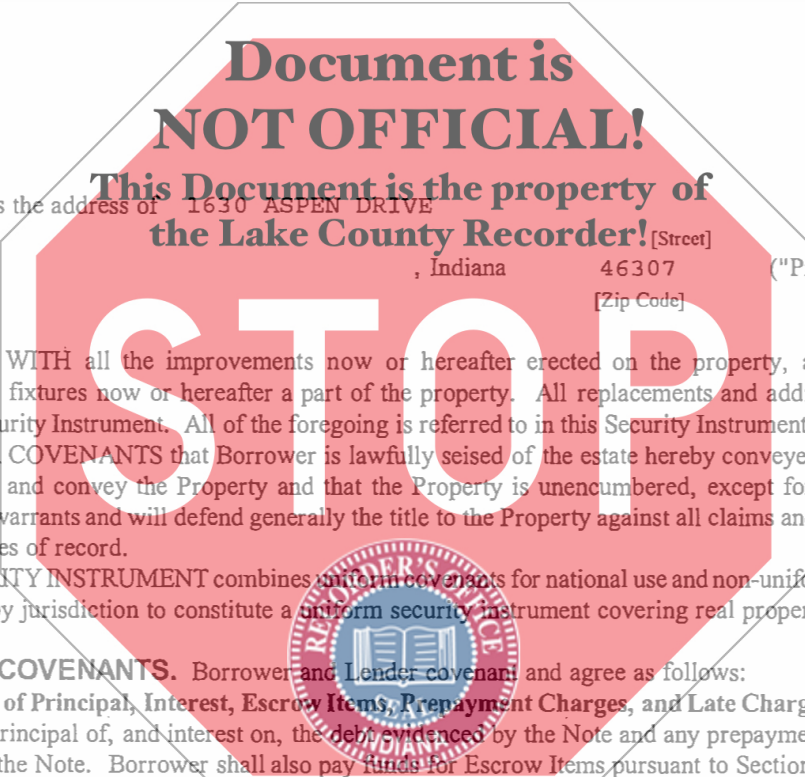 Document is
NOT OFFICIAL!
This Document is the property of
s the address of 1630 ASPEN DRIVE
the Lake County Recorder! [Street]
, Indiana 46307 ("P
[Zip Code]
STOP
WITH all the improvements now or hereafter erected on the property, a
fixtures now or hereafter a part of the property. All replacements and add
urity Instrument. All of the foregoing is referred to in this Security Instrument
COVENANTS that Borrower is lawfully seised of the estate hereby conveye
and convey the Property and that the Property is unencumbered, except fo
warrants and will defend generally the title to the Property against all claims an
es of record.
ITY INSTRUMENT combines uniform covenants for national use and non-unifo
y jurisdiction to constitute a uniform security instrument covering real proper
COVENANTS. Borrower and Lender covenant and agree as follows:
of Principal, Interest, Escrow Items, Prepayment Charges, and Late Charg
rincipal of, and interest on, the debt evidenced by the Note and any prepayme
the Note. Borrower shall also pay funds for Escrow Items pursuant to Section
RECORDER'S OFFICE
SEAL
INDIANA